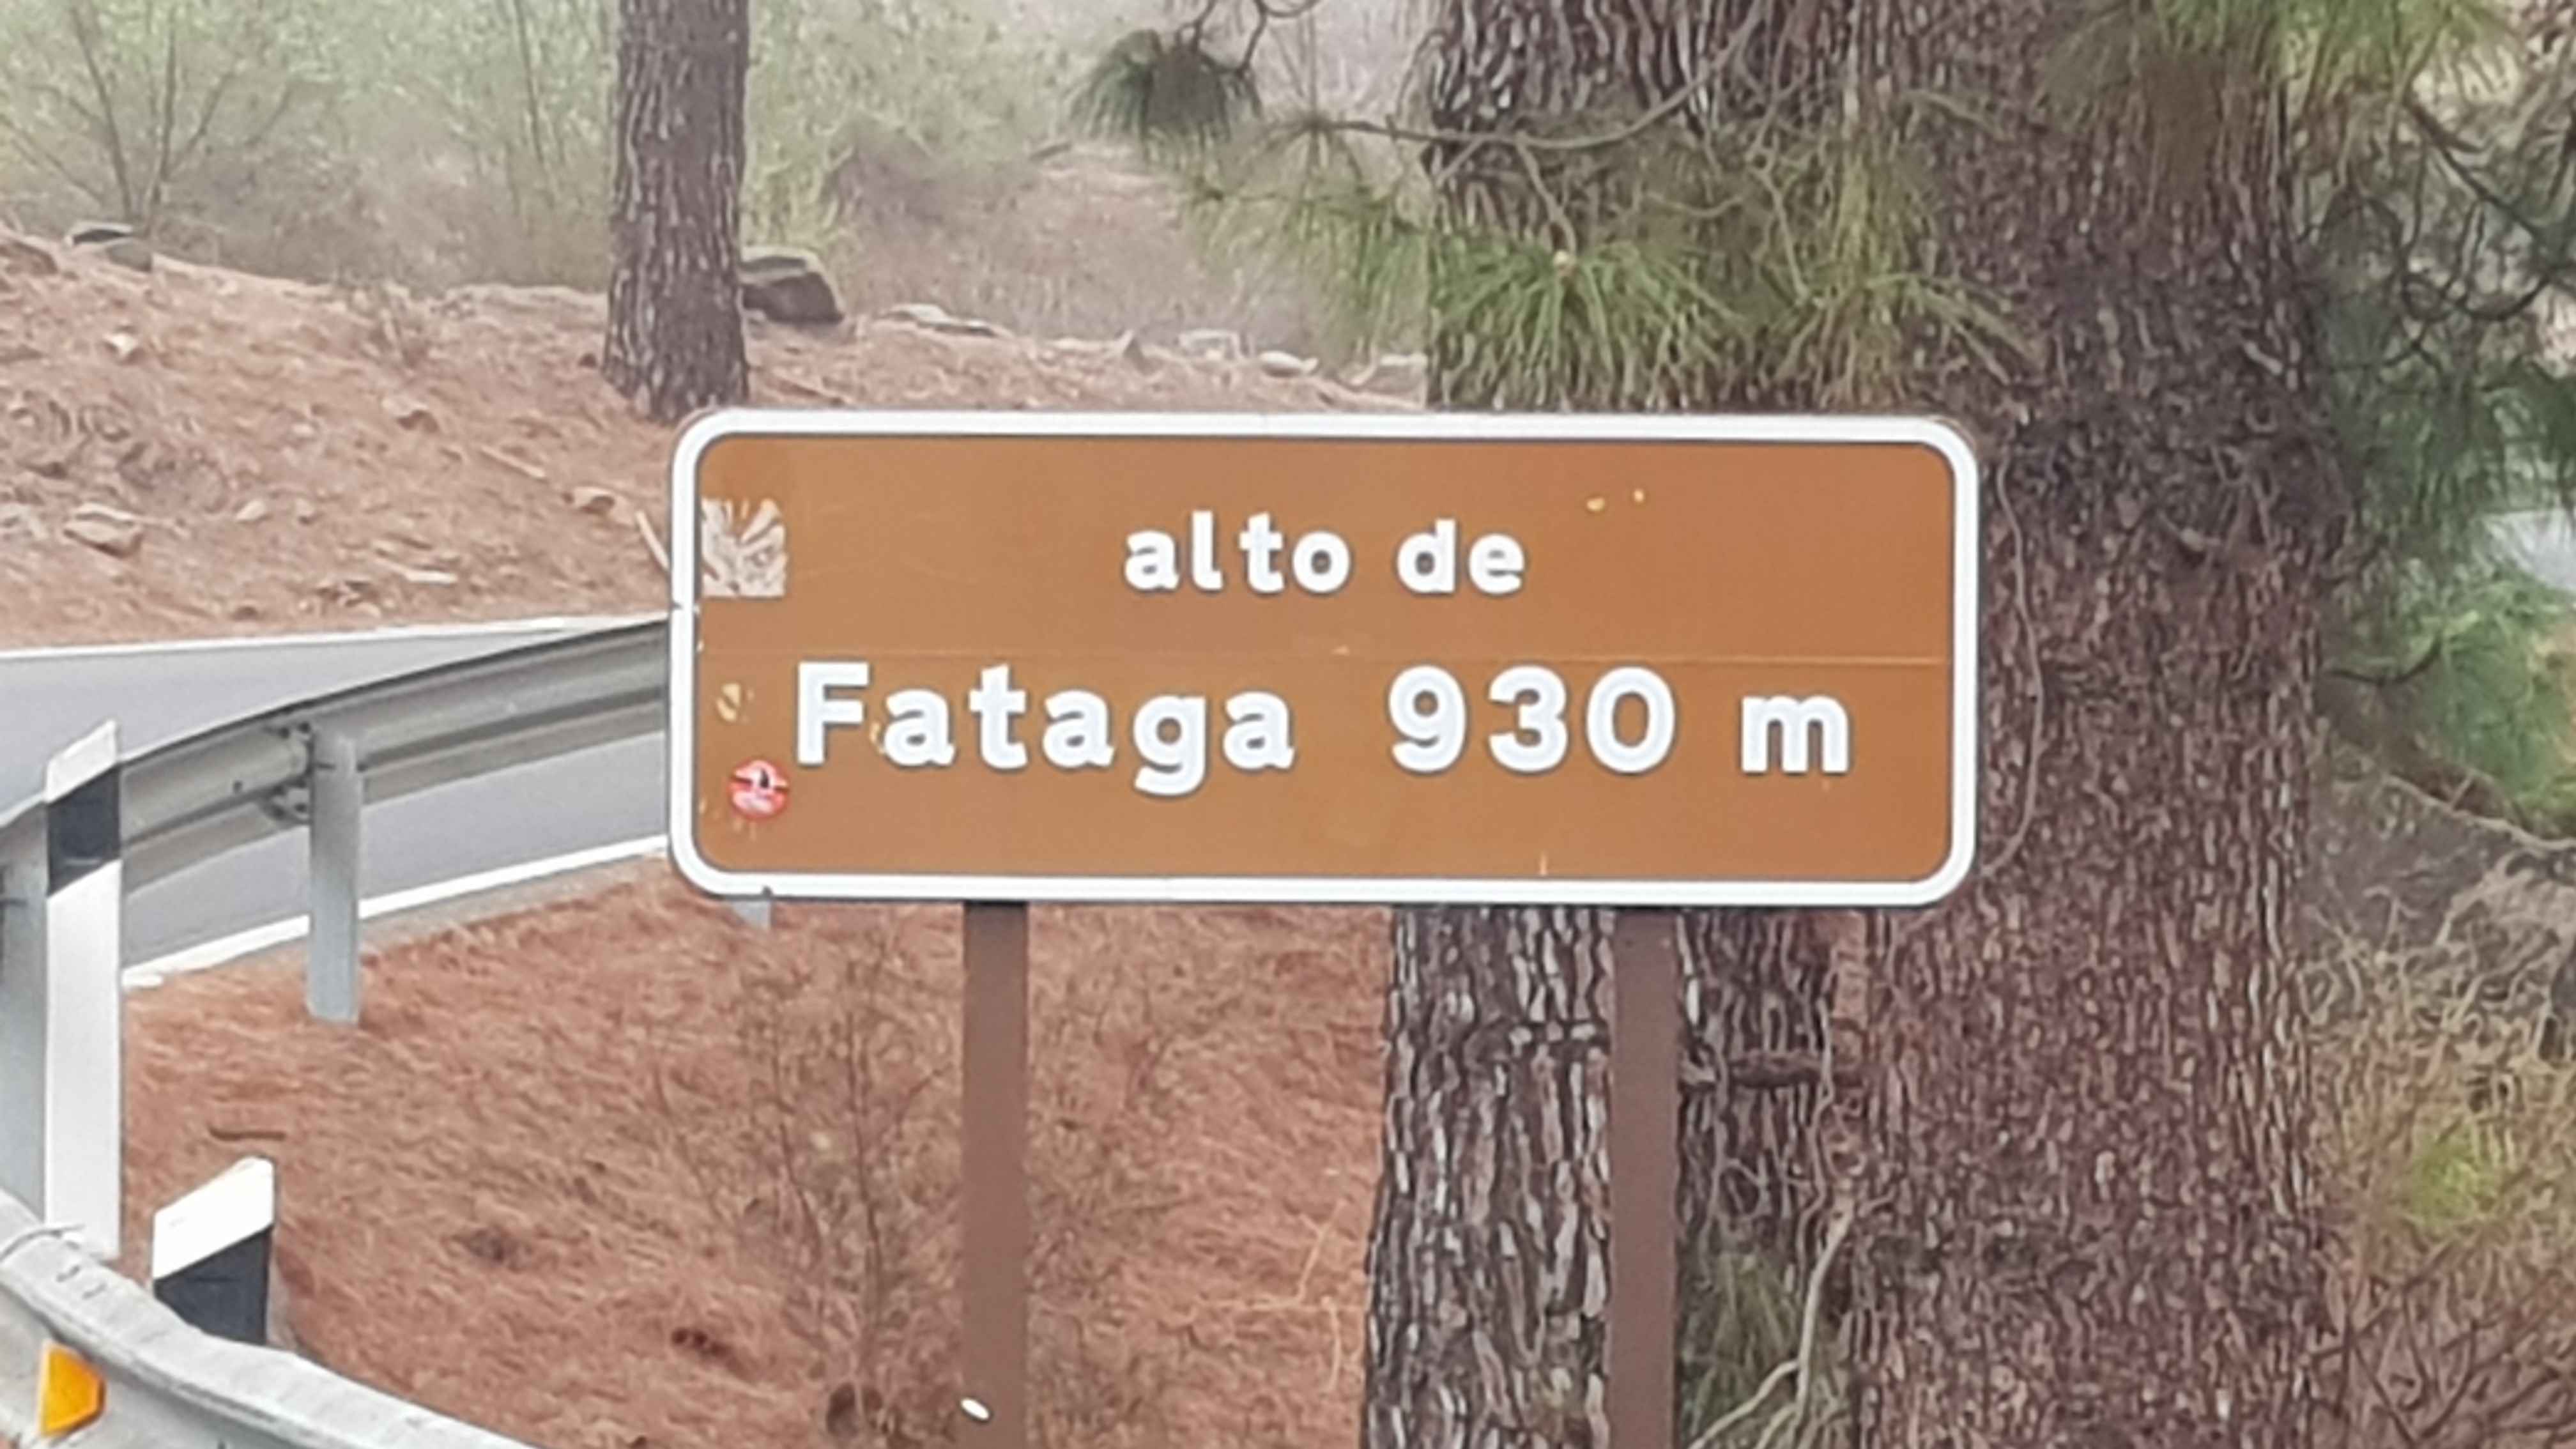 alto de
Fataga 930 m